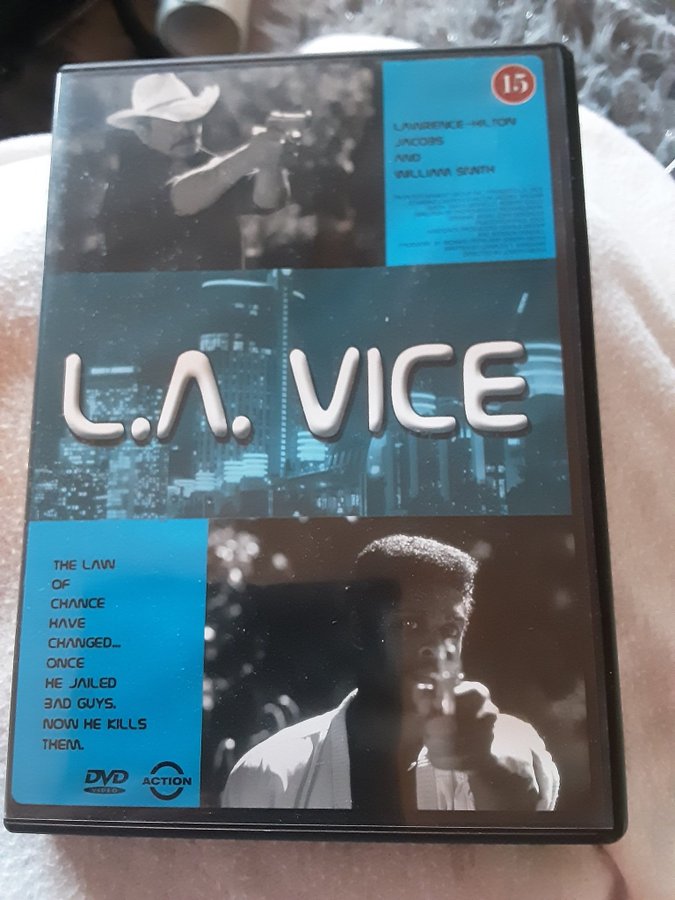 15
LAWRENCE-HILTON
JACOBS
AND
WILLIAM SMITH
L.A. VICE
THE LAW
OF
CHANCE
HAVE
CHANGED...
ONCE
HE JAILED
BAD GUYS.
NOW HE KILLS
THEM.
DVD
VIDEO
ACTION